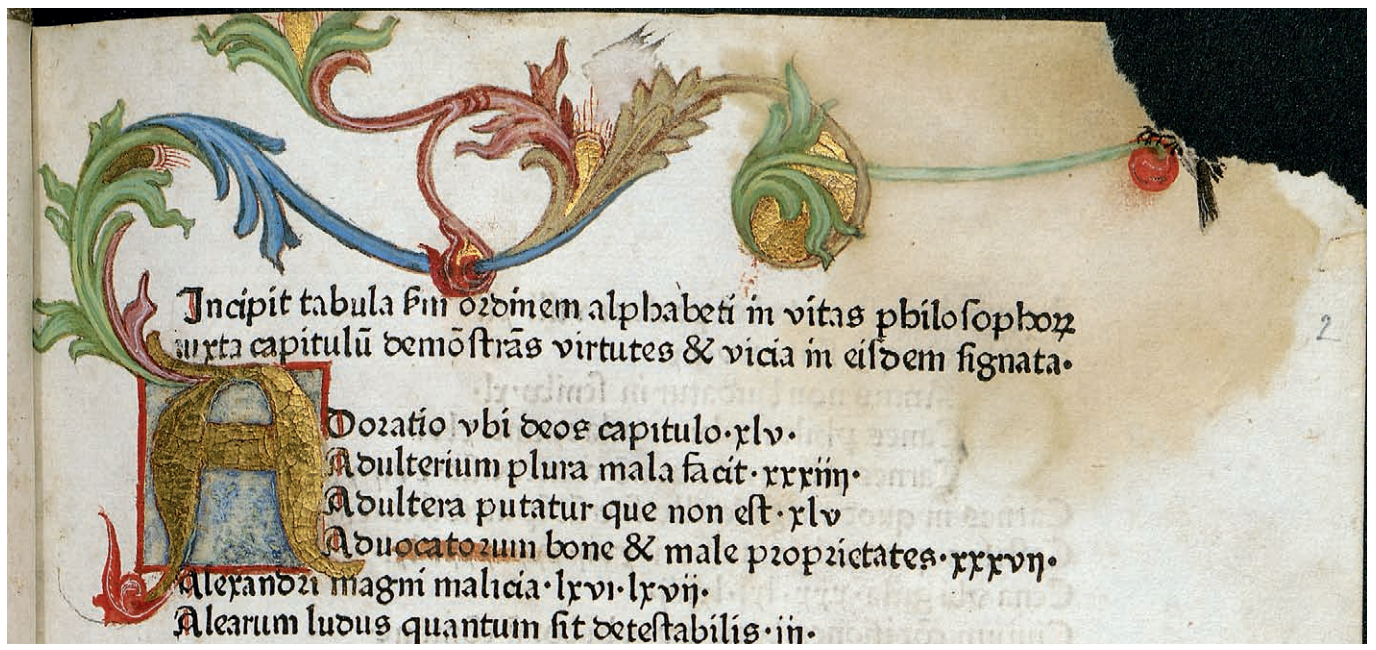 Incipit tabula ẜm ordinem alphabeti in vitas philosophoꝝ
iuxta capitulū demōstrās virtutes & vicia in eisdem signata.
2
Adoratio vbi deos capitulo.xlv.
Adulterium plura mala facit.xxxiiij.
Adultera putatur que non est.xlv
Aduocatorum bone & male proprietates.xxxvij.
Alexandri magni malicia.lxvi.lxvij.
Alearum ludus quantum sit detestabilis.iij.